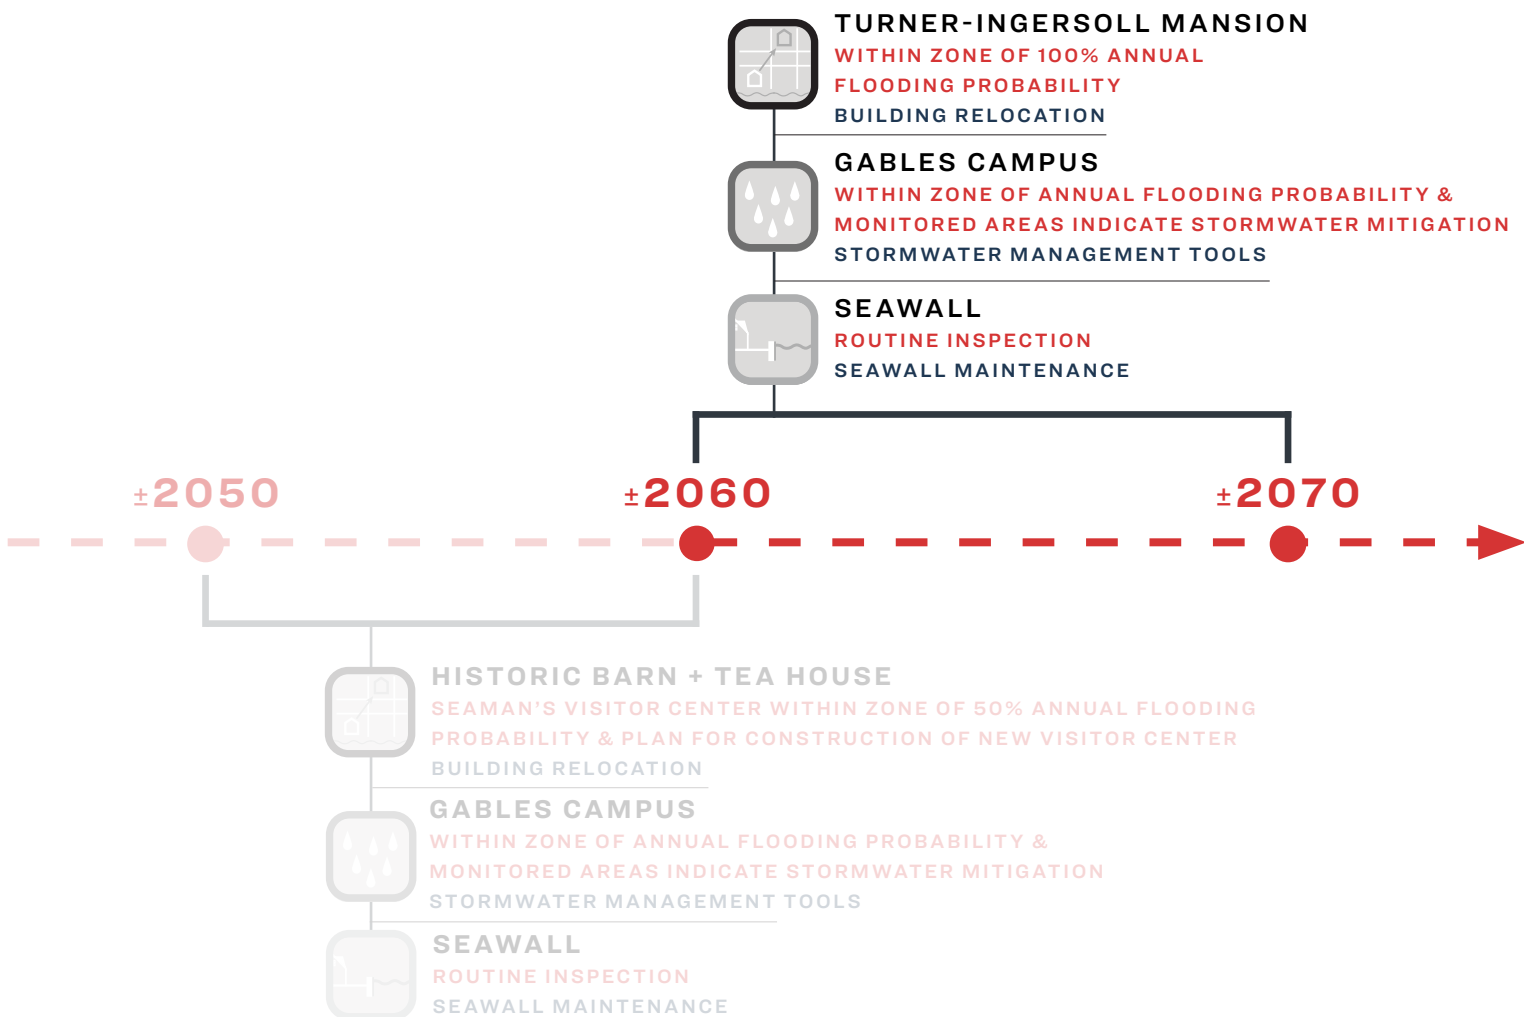 TURNER-INGERSOLL MANSION
WITHIN ZONE OF 100% ANNUAL
FLOODING PROBABILITY
BUILDING RELOCATION
GABLES CAMPUS
WITHIN ZONE OF ANNUAL FLOODING PROBABILITY &
MONITORED AREAS INDICATE STORMWATER MITIGATION
STORMWATER MANAGEMENT TOOLS
SEAWALL
ROUTINE INSPECTION
SEAWALL MAINTENANCE
±2050
±2060
±2070
HISTORIC BARN + TEA HOUSE
SEAMAN’S VISITOR CENTER WITHIN ZONE OF 50% ANNUAL FLOODING
PROBABILITY & PLAN FOR CONSTRUCTION OF NEW VISITOR CENTER
BUILDING RELOCATION
GABLES CAMPUS
WITHIN ZONE OF ANNUAL FLOODING PROBABILITY &
MONITORED AREAS INDICATE STORMWATER MITIGATION
STORMWATER MANAGEMENT TOOLS
SEAWALL
ROUTINE INSPECTION
SEAWALL MAINTENANCE